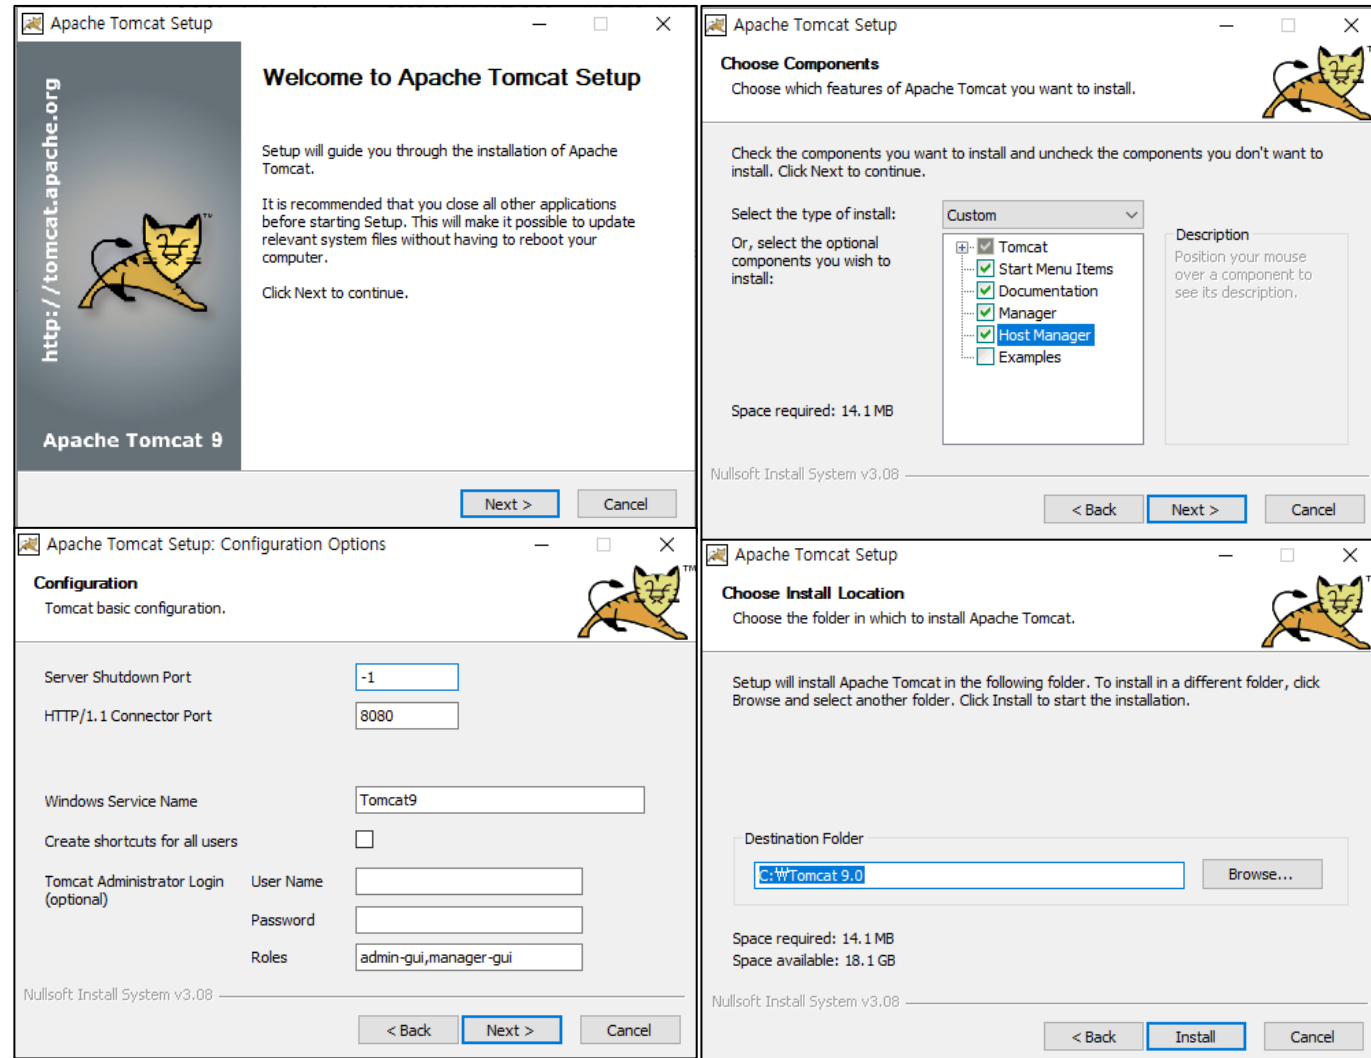 Apache Tomcat Setup
http://tomcat.apache.org
TM
Apache Tomcat 9
Welcome to Apache Tomcat Setup
Setup will guide you through the installation of Apache
Tomcat.
It is recommended that you close all other applications
before starting Setup. This will make it possible to update
relevant system files without having to reboot your
computer.
Click Next to continue.
Next >
Cancel
Apache Tomcat Setup
Choose Components
Choose which features of Apache Tomcat you want to install.
Check the components you want to install and uncheck the components you don't want to
install. Click Next to continue.
Select the type of install:
Custom
Or, select the optional
components you wish to
install:
Tomcat
Start Menu Items
Documentation
Manager
Host Manager
Examples
Description
Position your mouse
over a component to
see its description.
Space required: 14.1 MB
Nullsoft Install System v3.08
< Back
Next >
Cancel
Apache Tomcat Setup: Configuration Options
Configuration
Tomcat basic configuration.
TM
Server Shutdown Port
-1
HTTP/1.1 Connector Port
8080
Windows Service Name
Tomcat9
Create shortcuts for all users
Tomcat Administrator Login
(optional)
User Name
Password
Roles
admin-gui,manager-gui
Nullsoft Install System v3.08
< Back
Next >
Cancel
Apache Tomcat Setup
Choose Install Location
Choose the folder in which to install Apache Tomcat.
Setup will install Apache Tomcat in the following folder. To install in a different folder, click
Browse and select another folder. Click Install to start the installation.
Destination Folder
C:₩Tomcat 9.0
Browse...
Space required: 14.1 MB
Space available: 18.1 GB
Nullsoft Install System v3.08
< Back
Install
Cancel